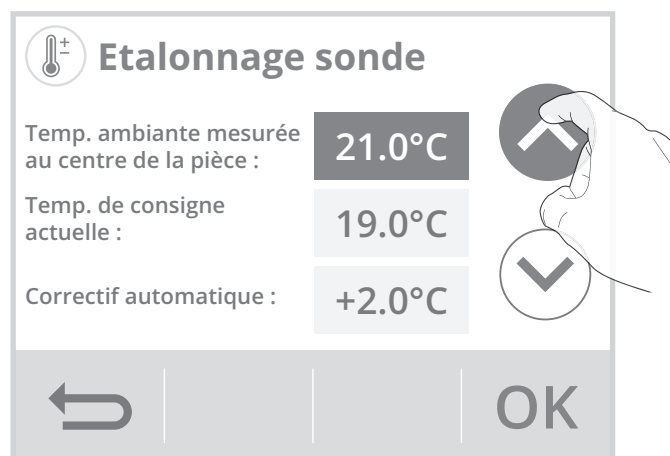 Etalonnage sonde
Temp. ambiante mesurée
au centre de la pièce :
21.0°C
Temp. de consigne
actuelle :
19.0°C
Correctif automatique :
+2.0°C
OK